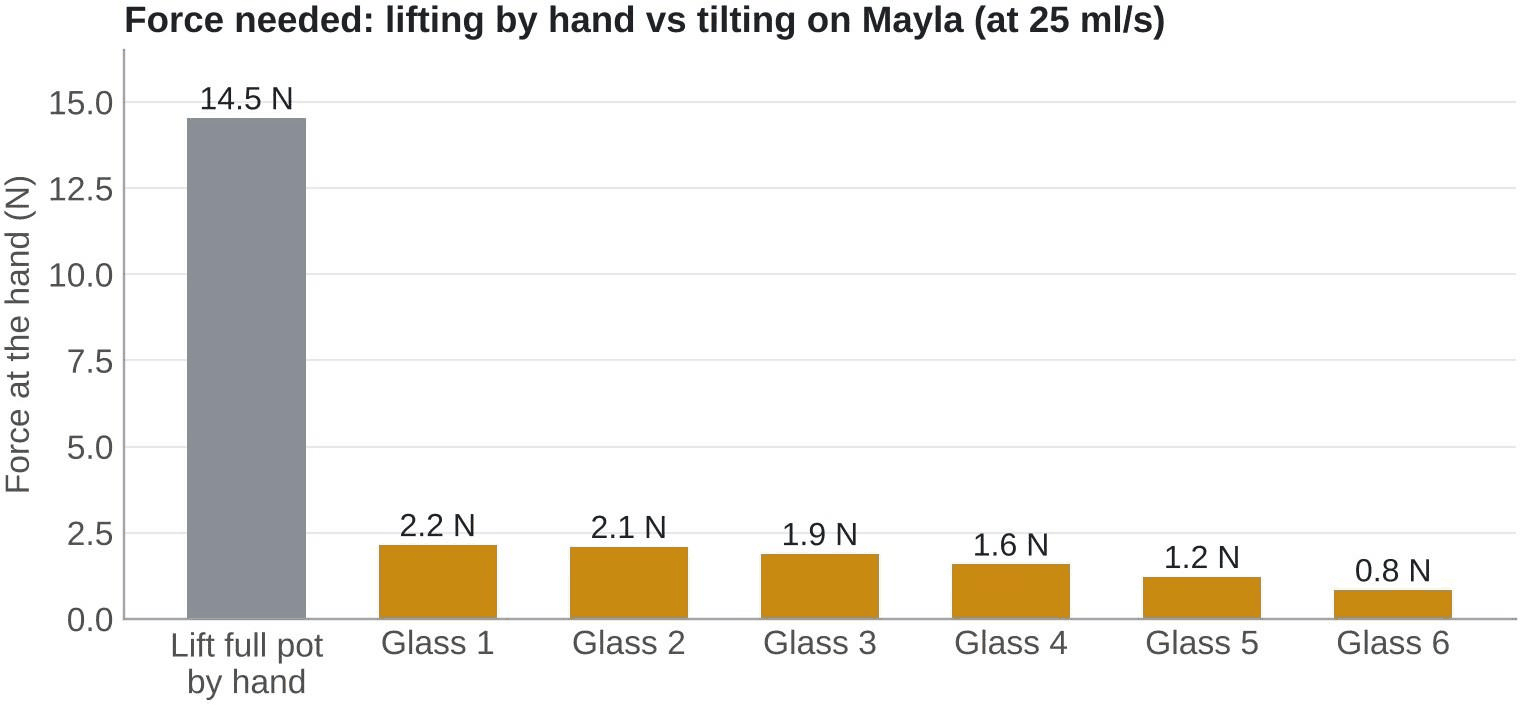 Force needed: lifting by hand vs tilting on Mayla (at 25 ml/s)
Force at the hand (N)
15.0
12.5
10.0
7.5
5.0
2.5
0.0
14.5 N
2.2 N
2.1 N
1.9 N
1.6 N
1.2 N
0.8 N
Lift full pot
by hand
Glass 1
Glass 2
Glass 3
Glass 4
Glass 5
Glass 6